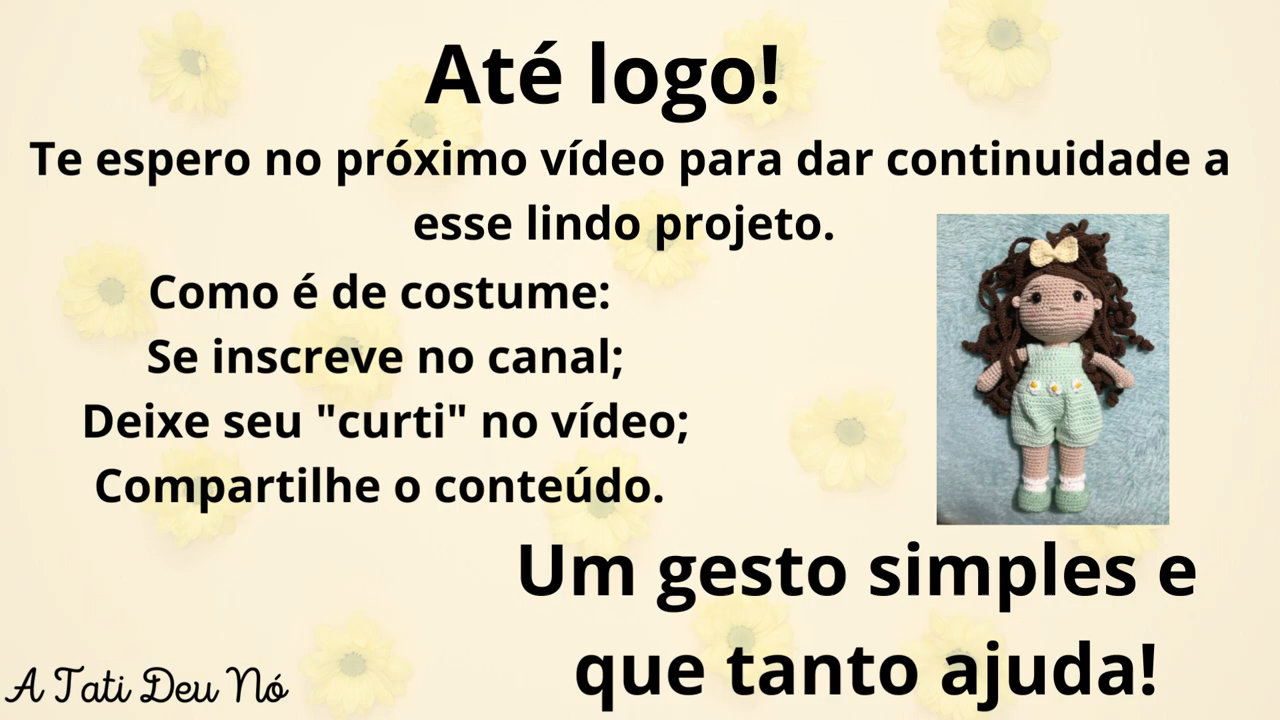 Até logo!
Te espero no próximo vídeo para dar continuidade a
esse lindo projeto.
Como é de costume:
Se inscreve no canal;
Deixe seu "curti" no vídeo;
Compartilhe o conteúdo.
Um gesto simples e
que tanto ajuda!
A Tati Deu Nó